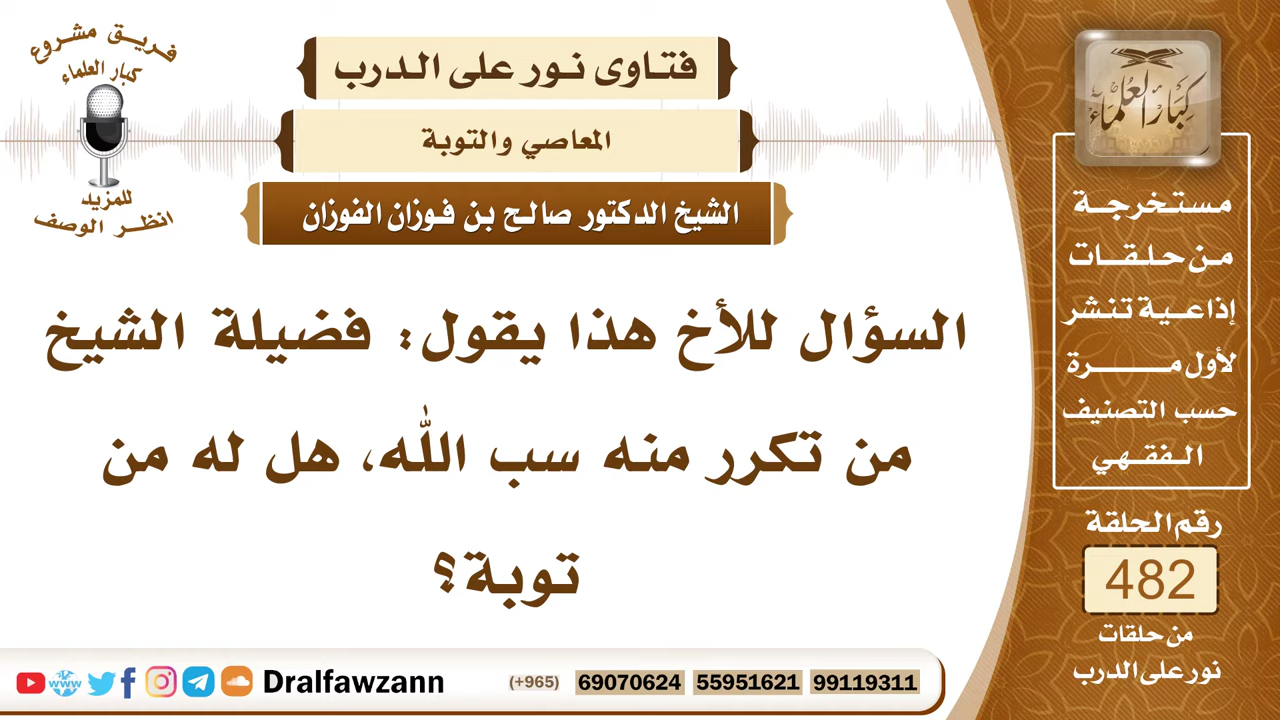 فريق مشروع
كبار العلماء
للمزيد
انظر الوصف
فتاوى نور على الدرب
المعاصي والتوبة
الشيخ الدكتور صالح بن فوزان الفوزان
السؤال للأخ هذا يقول: فضيلة الشيخ
من تكرر منه سب الله، هل له من
توبة؟
كبار العلماء
مستخرجة
من حلقات
إذاعية تنشر
لأول مرة
حسب التصنيف
الفقهي
رقم الحلقة
482
من حلقات
نور على الدرب
www Dralfawzann (+965) 69070624 55951621 99119311